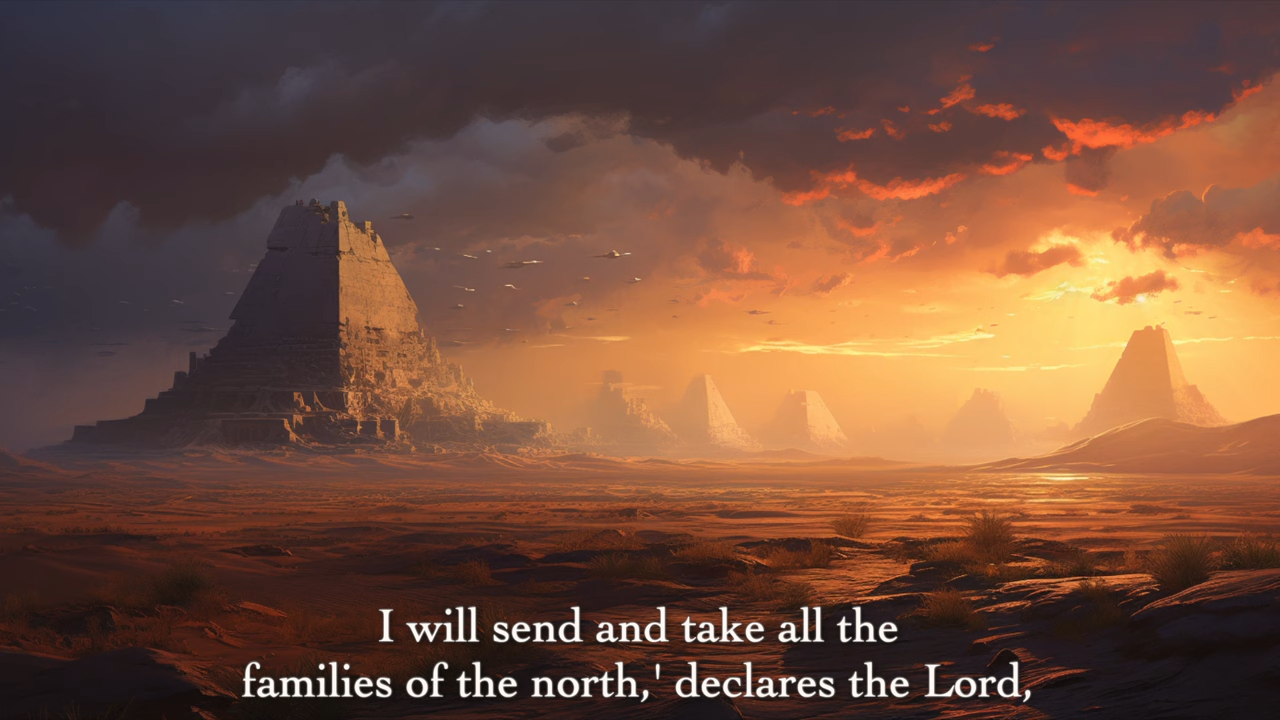 I will send and take all the
families of the north,' declares the Lord,